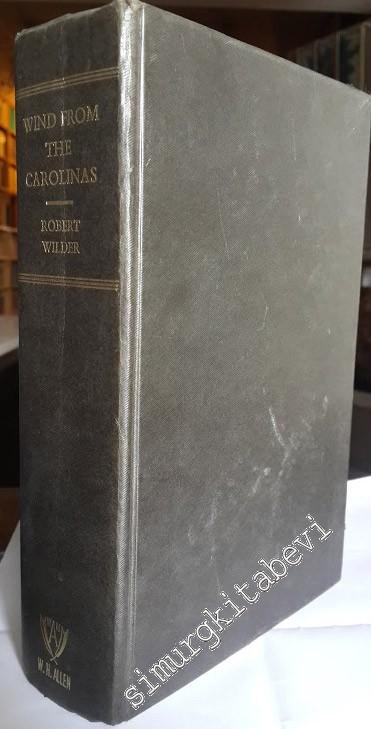 WIND FROM
THE
CAROLINAS
ROBERT
WILDER
W. H. ALLEN
simurgkitabevi